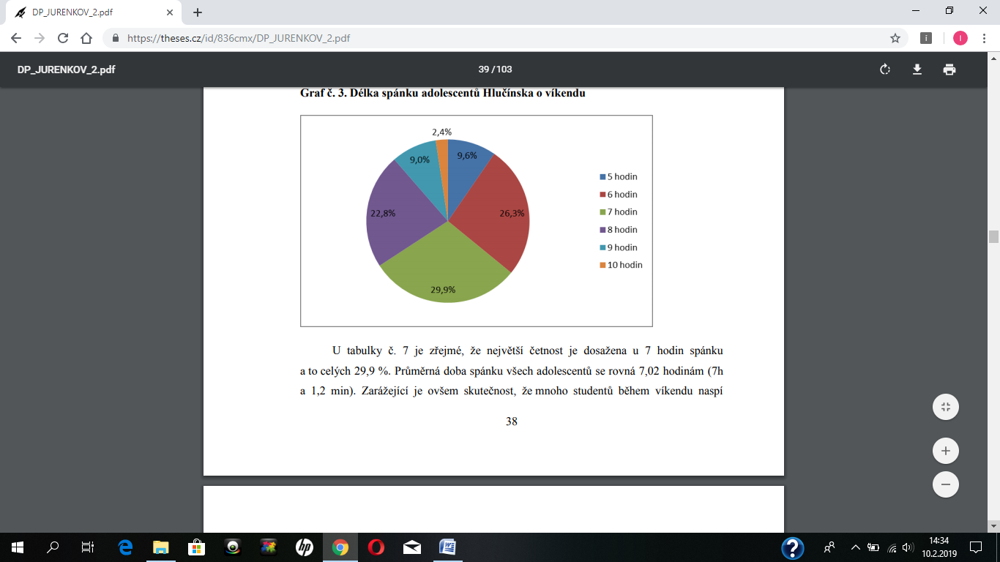 DP_JURENKOV_2.pdf
https://theses.cz/id/836cmx/DP_JURENKOV_2.pdf
DP_JURENKOV_2.pdf
39 / 103
Graf č. 3. Délka spánku adolescentů Hlučínska o víkendu
2,4%
9,6%
9,0%
22,8%
26,3%
29,9%
5 hodin
6 hodin
7 hodin
8 hodin
9 hodin
10 hodin
U tabulky č. 7 je zřejmé, že největší četnost je dosažena u 7 hodin spánku
a to celých 29,9 %. Průměrná doba spánku všech adolescentů se rovná 7,02 hodinám (7h
a 1,2 min). Zarážející je ovšem skutečnost, že mnoho studentů během víkendu naspí
38
14:34
10.2.2019